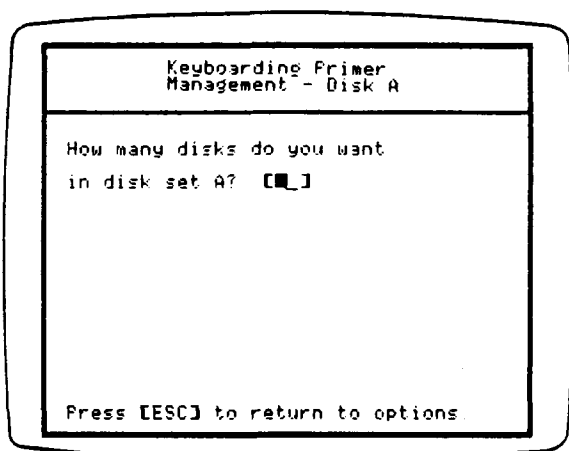 Keyboarding Primer
Management - Disk A
How many disks do you want
in disk set A? [■_]
Press [ESC] to return to options